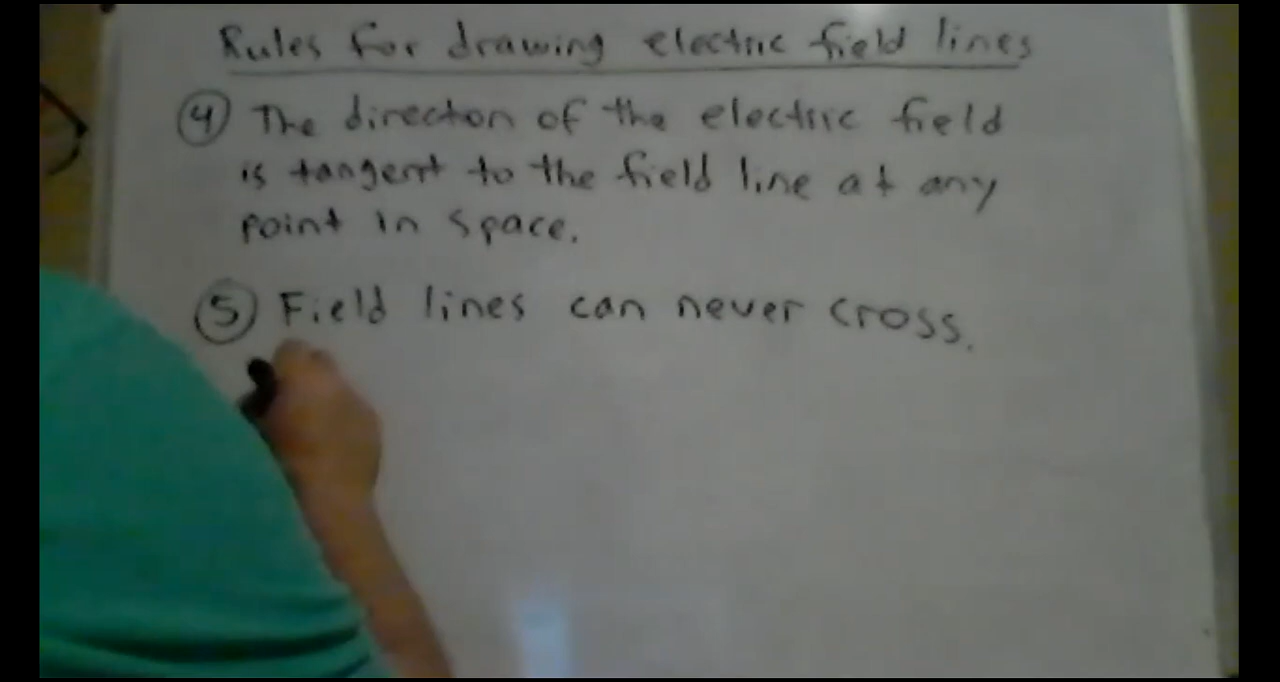 Rules for drawing electric field lines
④ The direction of the electric field
is tangent to the field line at any
point in space.
⑤ Field lines can never cross.